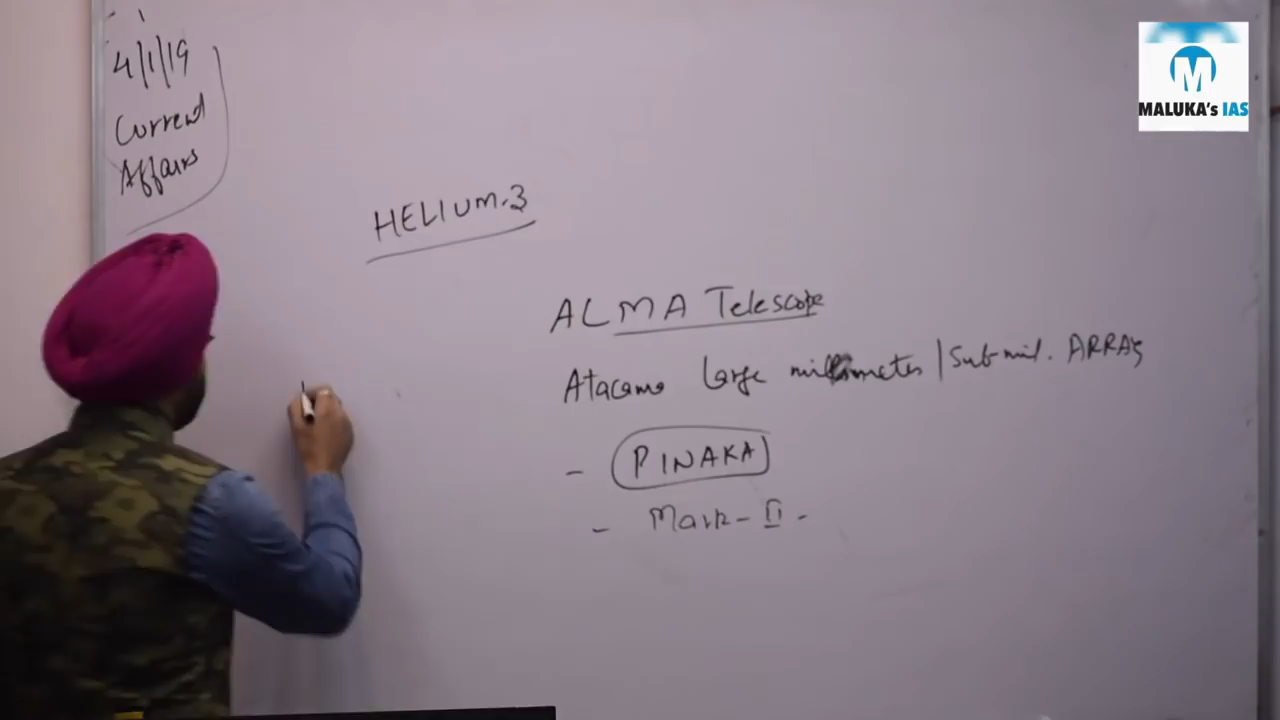 4/1/19
Current
Affairs
HELIUM-3
ALMA Telescope
Atacama Large millimeter / Sub-mil. ARRAY
- PINAKA
- Mark-II -
M
MALUKA's IAS